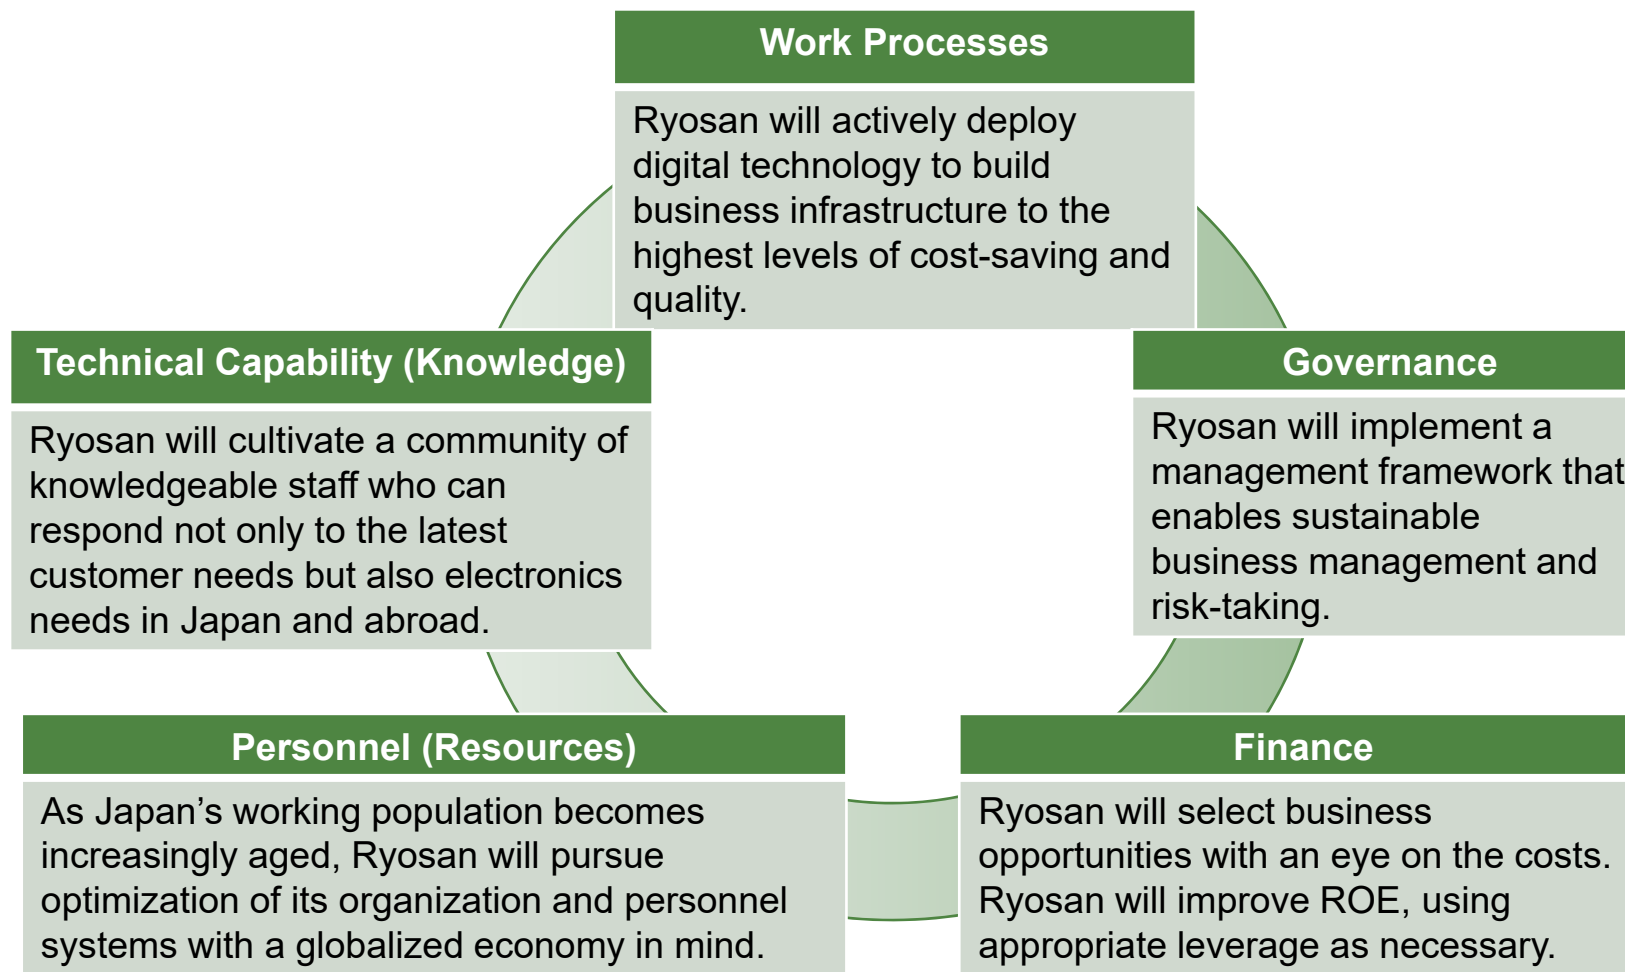 Work Processes
Ryosan will actively deploy
digital technology to build
business infrastructure to the
highest levels of cost-saving and
quality.
Technical Capability (Knowledge)
Ryosan will cultivate a community of
knowledgeable staff who can
respond not only to the latest
customer needs but also electronics
needs in Japan and abroad.
Governance
Ryosan will implement a
management framework that
enables sustainable
business management and
risk-taking.
Personnel (Resources)
As Japan’s working population becomes
increasingly aged, Ryosan will pursue
optimization of its organization and personnel
systems with a globalized economy in mind.
Finance
Ryosan will select business
opportunities with an eye on the costs.
Ryosan will improve ROE, using
appropriate leverage as necessary.